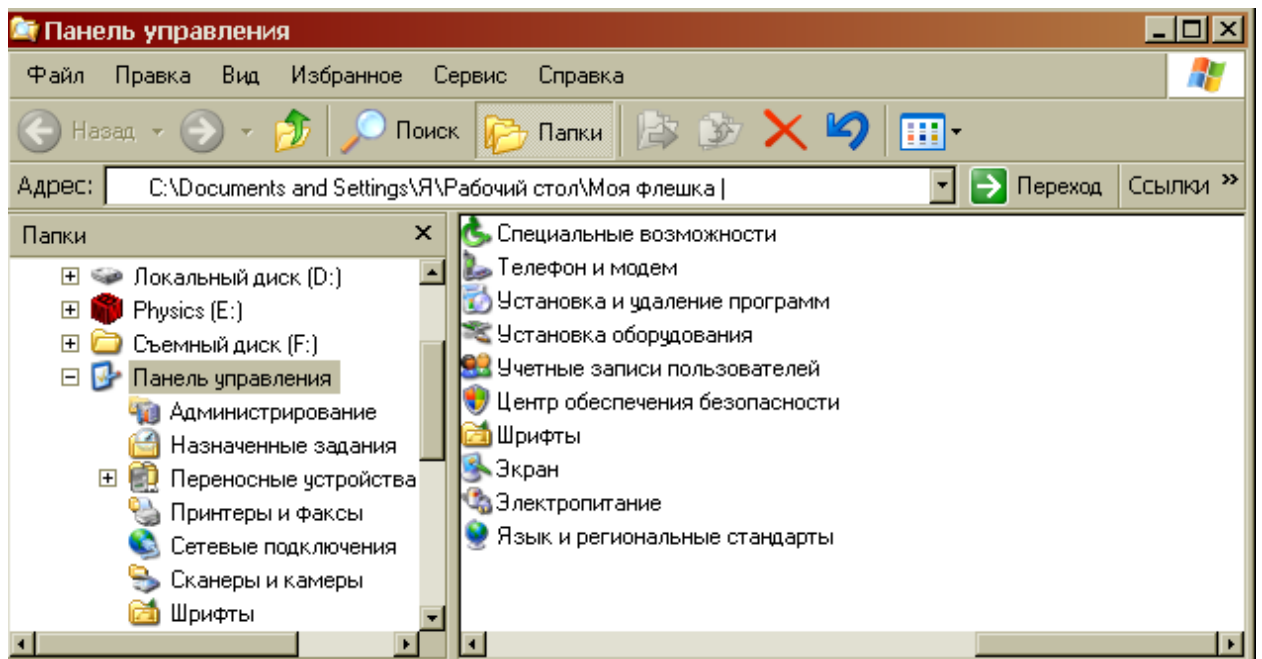 Панель управления
Файл Правка Вид Избранное Сервис Справка
Назад Поиск Папки
Адрес: C:\Documents and Settings\Я\Рабочий стол\Моя флешка Переход Ссылки »
Папки
Локальный диск (D:)
Physics (E:)
Съемный диск (F:)
Панель управления
Администрирование
Назначенные задания
Переносные устройства
Принтеры и факсы
Сетевые подключения
Сканеры и камеры
Шрифты
Специальные возможности
Телефон и модем
Установка и удаление программ
Установка оборудования
Учетные записи пользователей
Центр обеспечения безопасности
Шрифты
Экран
Электропитание
Язык и региональные стандарты